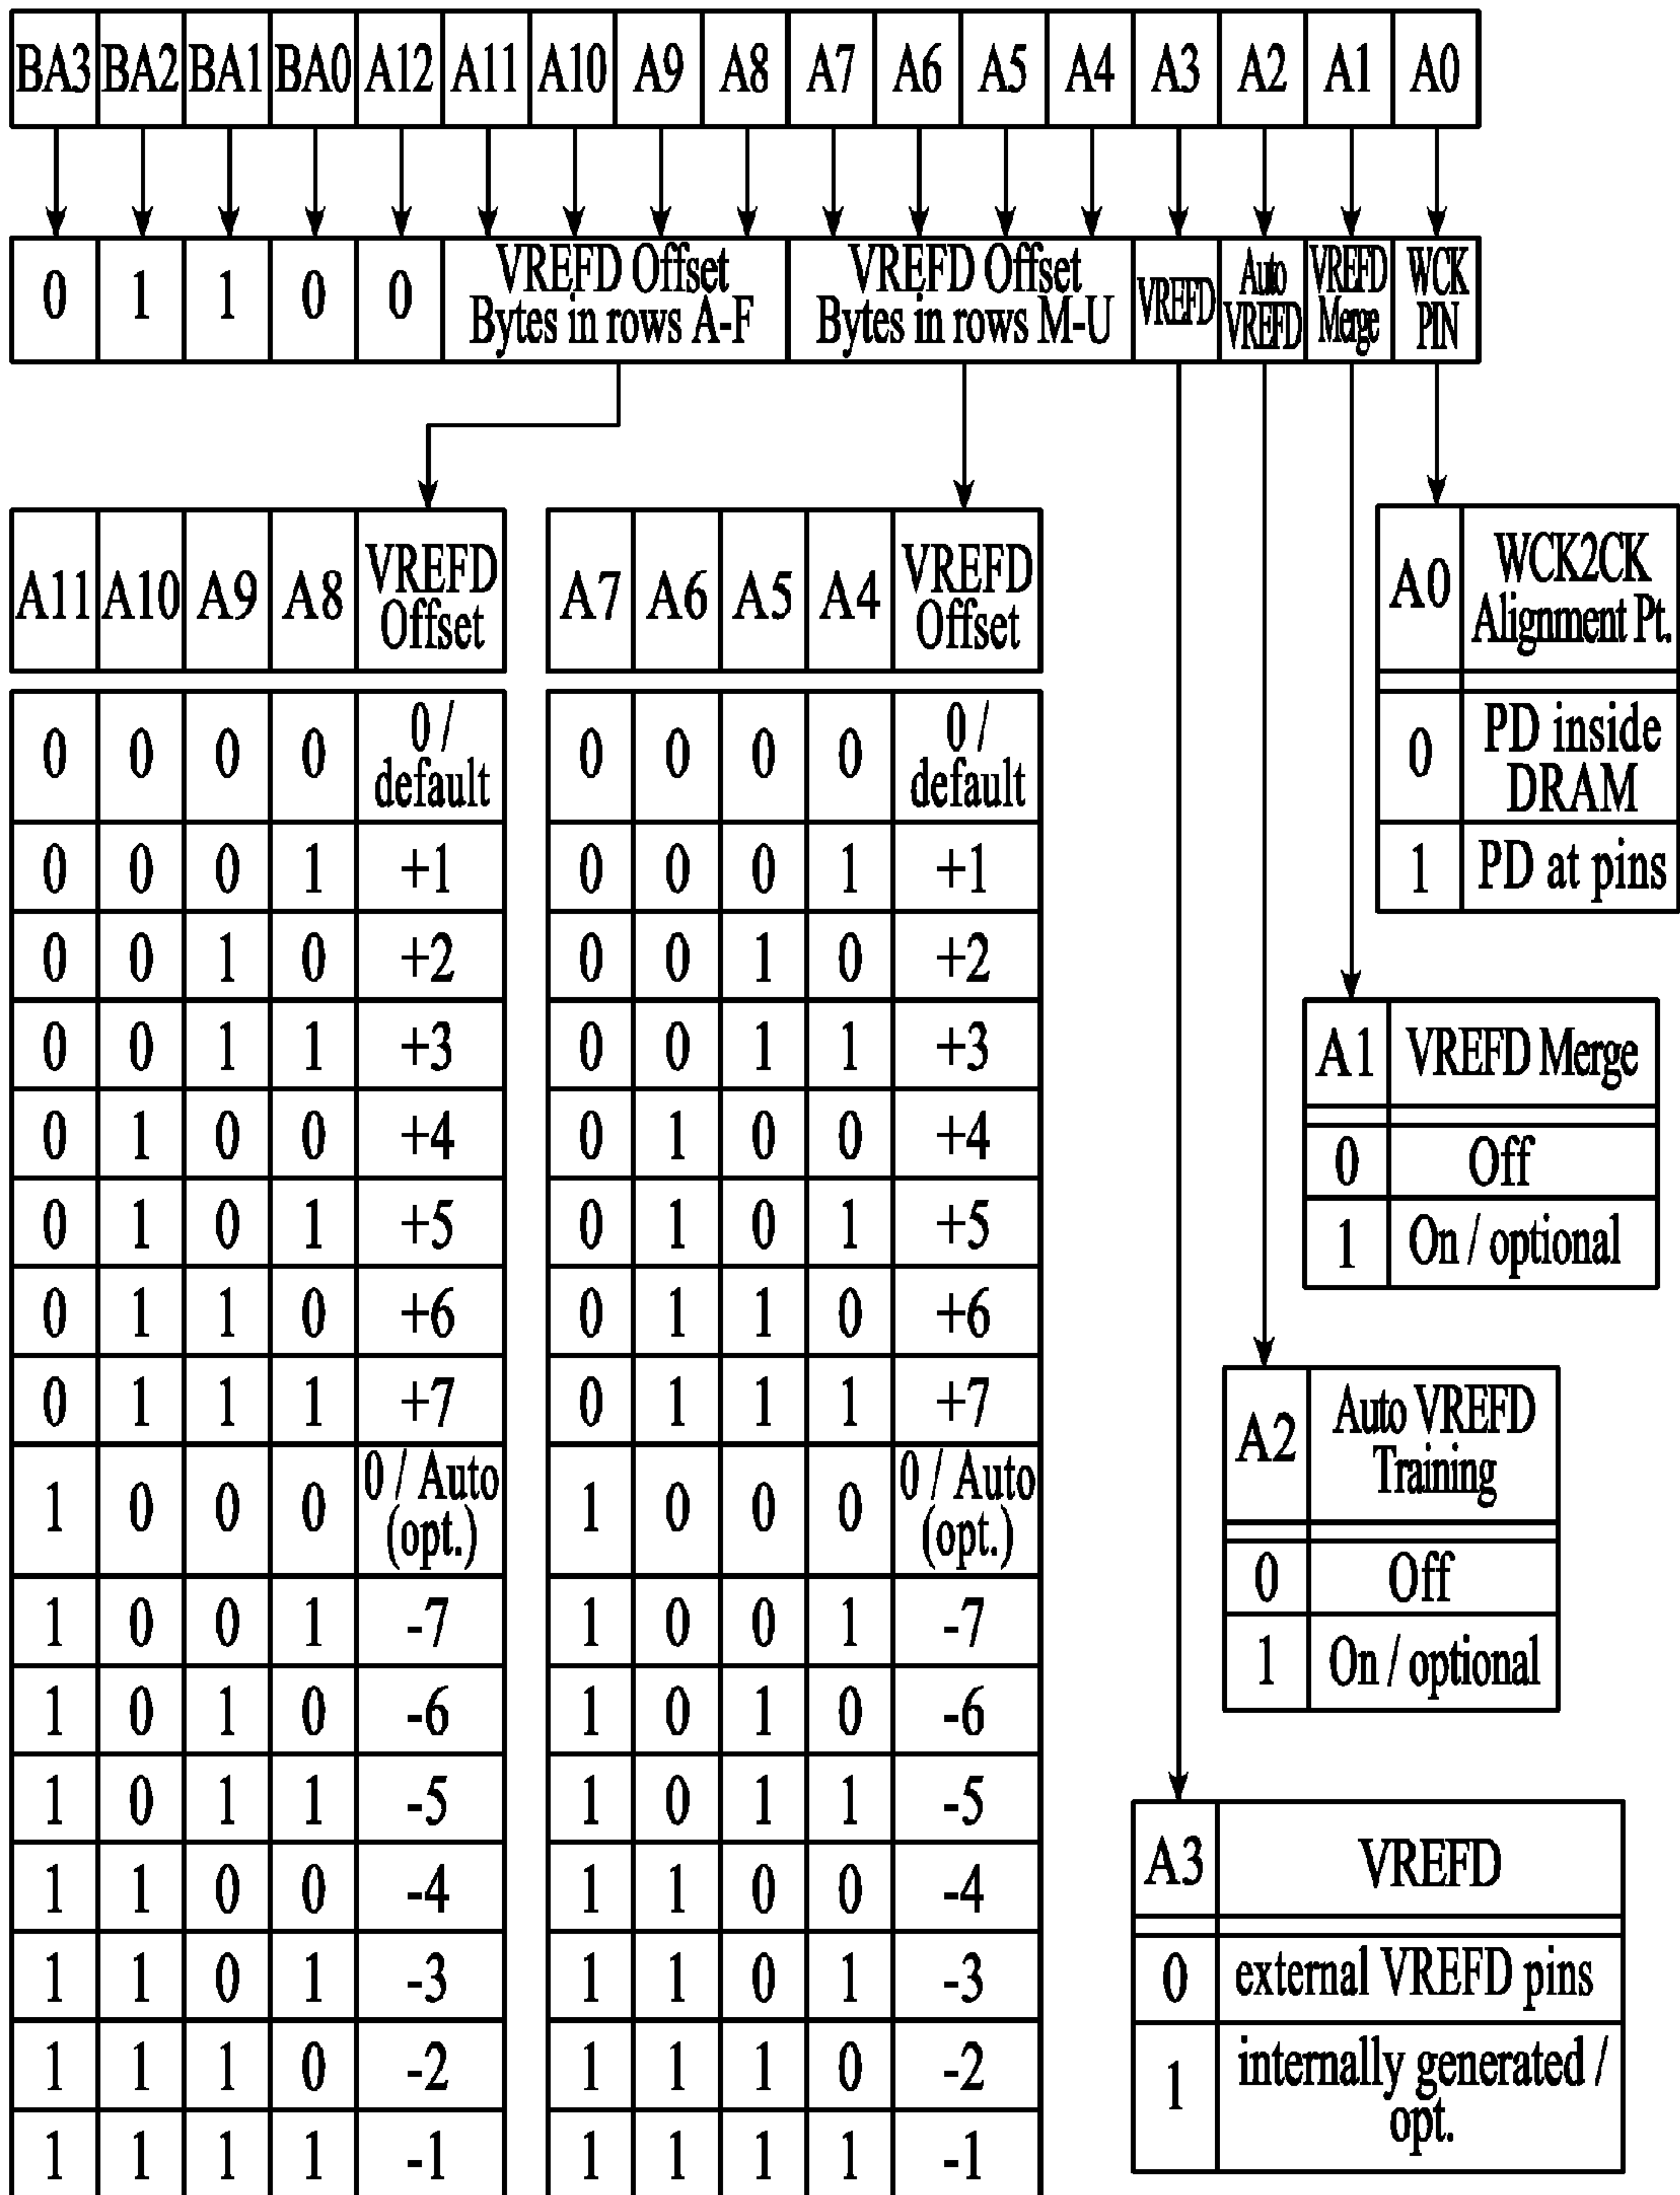 BA3 BA2 BA1 BA0 A12 A11 A10 A9 A8 A7 A6 A5 A4 A3 A2 A1 A0
0 1 1 0 0
VREFD Offset
Bytes in rows A-F
VREFD Offset
Bytes in rows M-U
VREFD
Auto
VREFD
VREFD
Merge
WCK
PIN
A11 A10 A9 A8 VREFD
Offset
0 0 0 0 0 /
default
0 0 0 1 +1
0 0 1 0 +2
0 0 1 1 +3
0 1 0 0 +4
0 1 0 1 +5
0 1 1 0 +6
0 1 1 1 +7
1 0 0 0 0 / Auto
(opt.)
1 0 0 1 -7
1 0 1 0 -6
1 0 1 1 -5
1 1 0 0 -4
1 1 0 1 -3
1 1 1 0 -2
1 1 1 1 -1
A7 A6 A5 A4 VREFD
Offset
0 0 0 0 0 /
default
0 0 0 1 +1
0 0 1 0 +2
0 0 1 1 +3
0 1 0 0 +4
0 1 0 1 +5
0 1 1 0 +6
0 1 1 1 +7
1 0 0 0 0 / Auto
(opt.)
1 0 0 1 -7
1 0 1 0 -6
1 0 1 1 -5
1 1 0 0 -4
1 1 0 1 -3
1 1 1 0 -2
1 1 1 1 -1
A0 WCK2CK
Alignment Pt.
0 PD inside
DRAM
1 PD at pins
A1 VREFD Merge
0 Off
1 On / optional
A2 Auto VREFD
Training
0 Off
1 On / optional
A3 VREFD
0 external VREFD pins
1 internally generated /
opt.